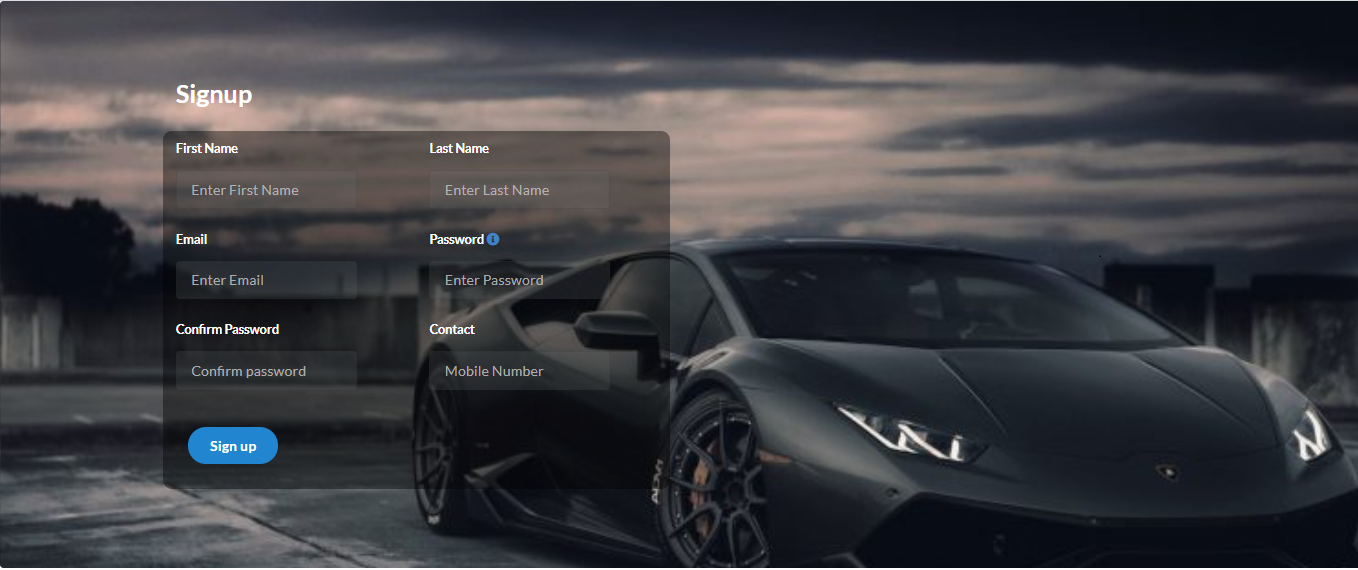 Signup
First Name Last Name
Enter First Name Enter Last Name
Email Password
Enter Email Enter Password
Confirm Password Contact
Confirm password Mobile Number
Sign up
ADV1